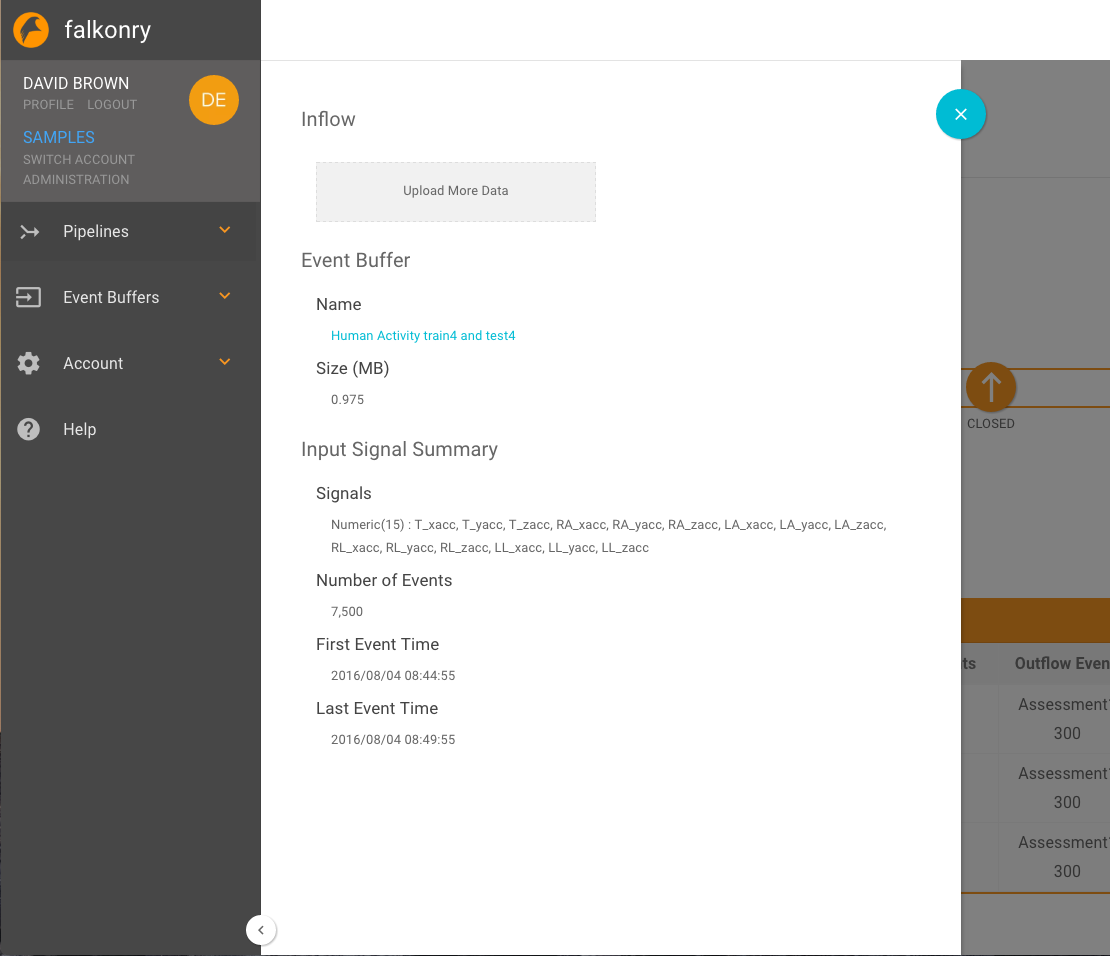 falkonry
DAVID BROWN
PROFILE LOGOUT
DE
SAMPLES
SWITCH ACCOUNT
ADMINISTRATION
Pipelines
Event Buffers
Account
Help
Inflow
Upload More Data
Event Buffer
Name
Human Activity train4 and test4
Size (MB)
0.975
Input Signal Summary
Signals
Numeric(15) : T_xacc, T_yacc, T_zacc, RA_xacc, RA_yacc, RA_zacc, LA_xacc, LA_yacc, LA_zacc,
RL_xacc, RL_yacc, RL_zacc, LL_xacc, LL_yacc, LL_zacc
Number of Events
7,500
First Event Time
2016/08/04 08:44:55
Last Event Time
2016/08/04 08:49:55
CLOSED
ts Outflow Even
Assessment
300
Assessment
300
Assessment
300